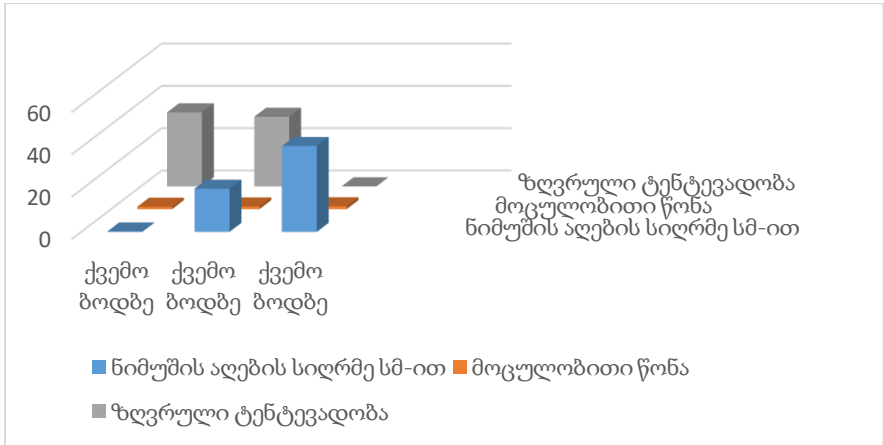 60
40
20
0
ზღვრული ტენტევადობა
მოცულობითი წონა
ნიმუშის აღების სიღრმე სმ-ით
ქვემო ქვემო ქვემო
ბოდბე ბოდბე ბოდბე
ნიმუშის აღების სიღრმე სმ-ით მოცულობითი წონა
ზღვრული ტენტევადობა